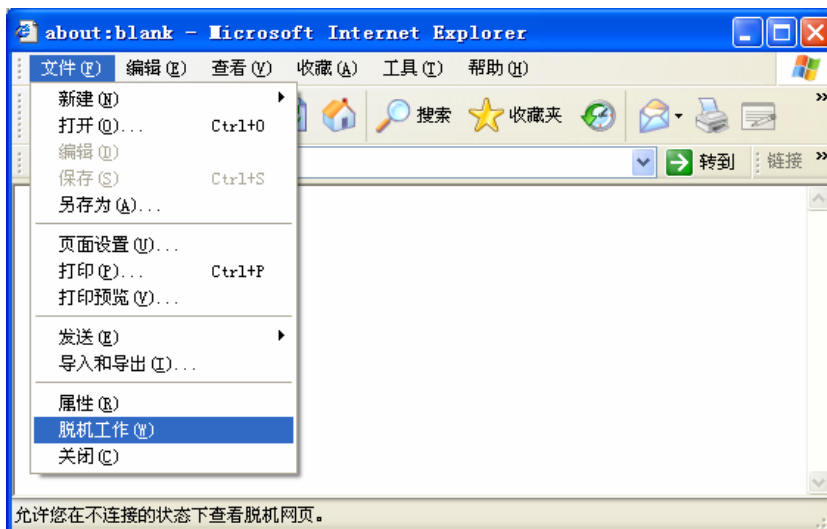 about:blank - Microsoft Internet Explorer
文件(F) 编辑(E) 查看(V) 收藏(A) 工具(T) 帮助(H)
新建(N)
打开(O)... Ctrl+O
搜索 收藏夹 »
编辑(D)
转到 链接 »
保存(S) Ctrl+S
另存为(A)...
页面设置(U)...
打印(P)... Ctrl+P
打印预览(V)...
发送(E)
导入和导出(I)...
属性(R)
脱机工作(W)
关闭(C)
允许您在不连接的状态下查看脱机网页。